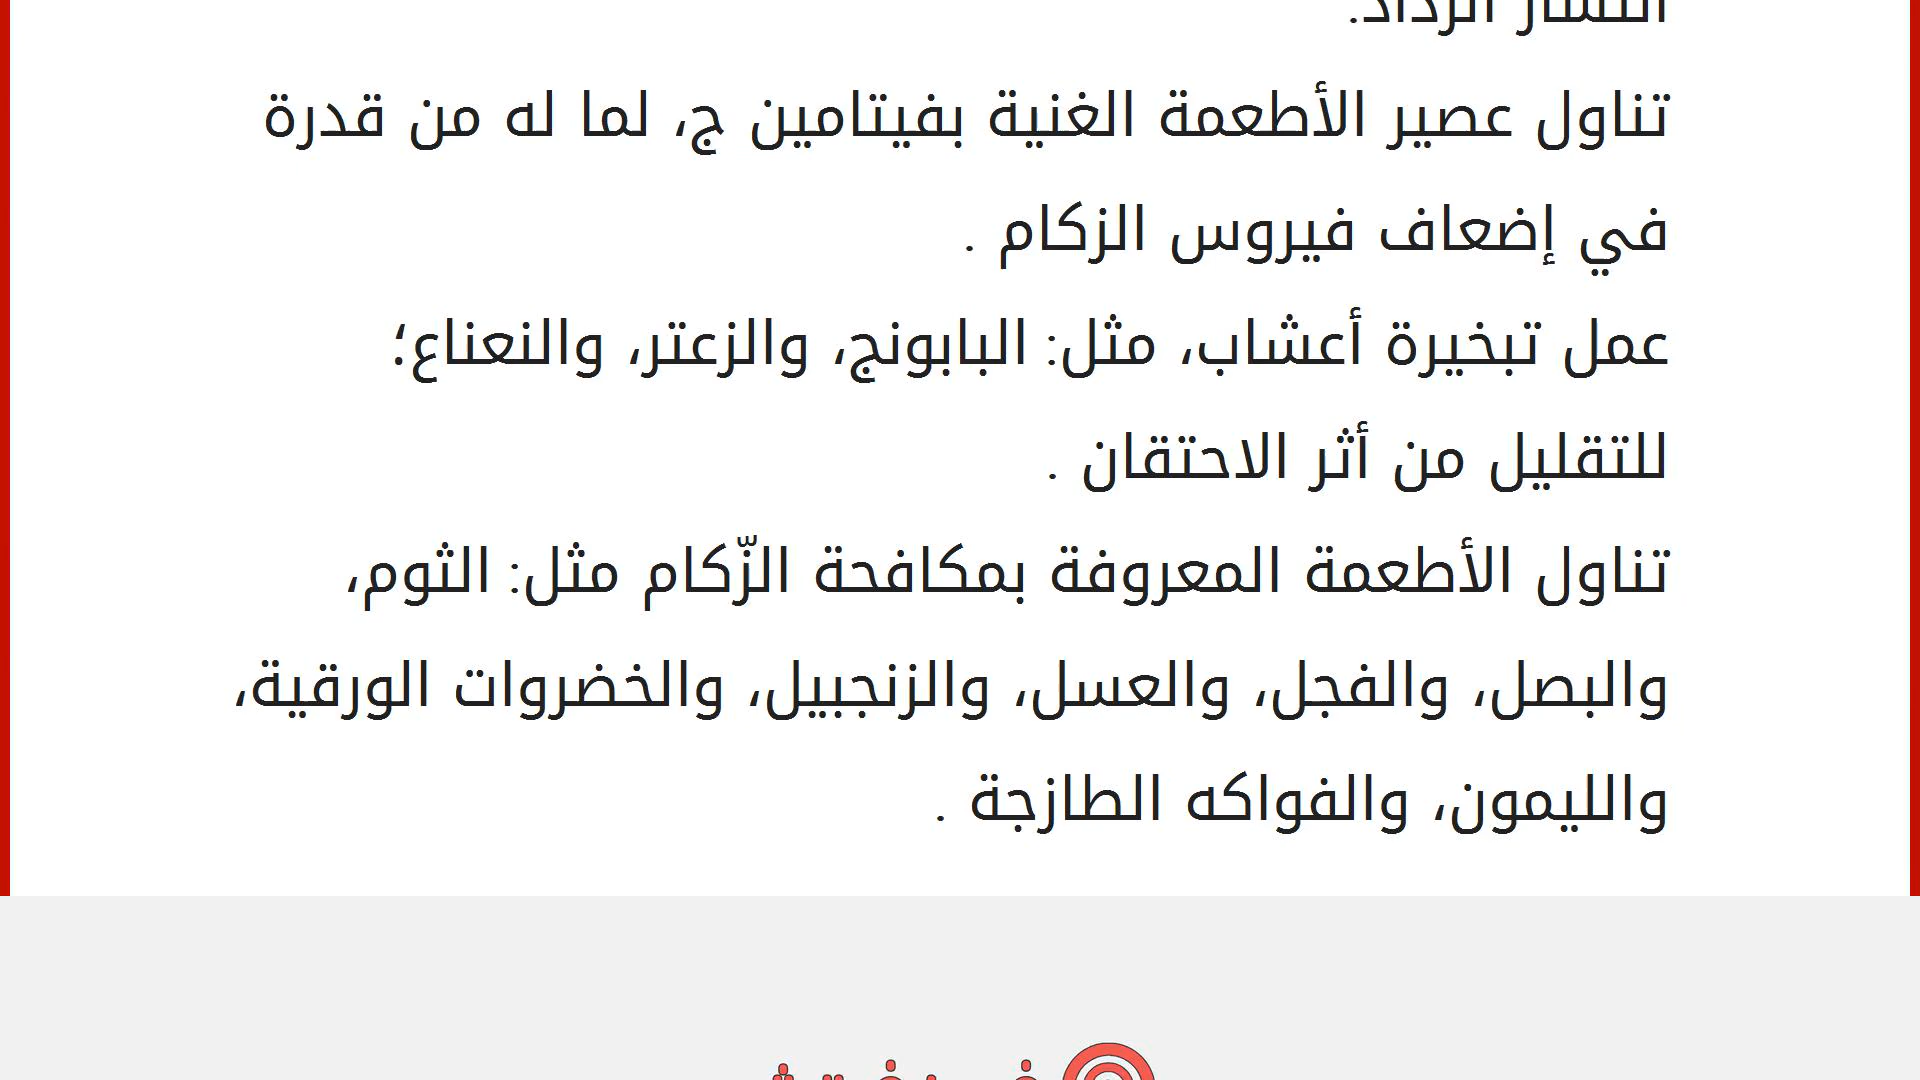 تناول عصير الأطعمة الغنية بفيتامين ج، لما له من قدرة
في إضعاف فيروس الزكام .
عمل تبخيرة أعشاب، مثل: البابونج، والزعتر، والنعناع؛
للتقليل من أثر الاحتقان .
تناول الأطعمة المعروفة بمكافحة الزّكام مثل: الثوم،
والبصل، والفجل، والعسل، والزنجبيل، والخضروات الورقية،
والليمون، والفواكه الطازجة .